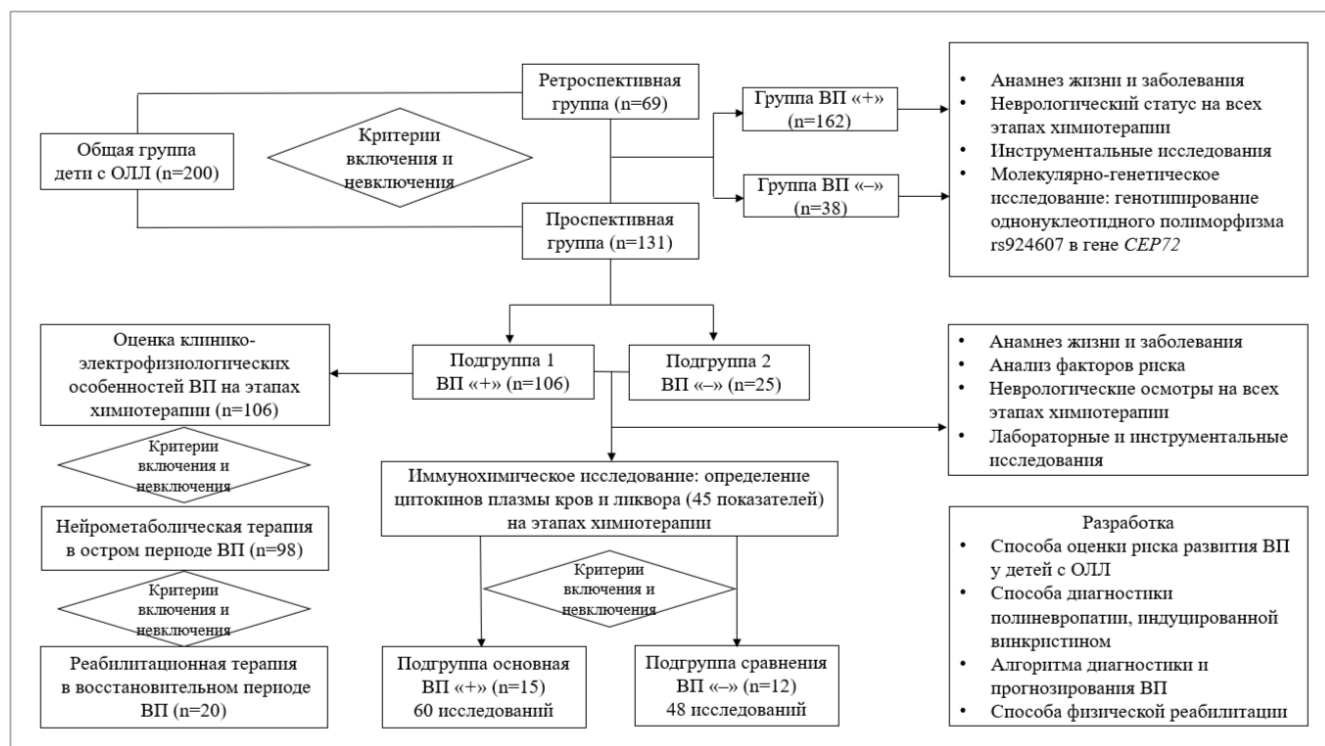 Ретроспективная
группа (n=69)
Общая группа
дети с ОЛЛ (n=200)
Критерии
включения и
невключения
Проспективная
группа (n=131)
Группа ВП «+»
(n=162)
Группа ВП «–»
(n=38)
• Анамнез жизни и заболевания
• Неврологический статус на всех
этапах химиотерапии
• Инструментальные исследования
• Молекулярно-генетическое
исследование: генотипирование
однонуклеотидного полиморфизма
rs924607 в гене CEP72
Оценка клинико-
электрофизиологических
особенностей ВП на этапах
химиотерапии (n=106)
Подгруппа 1
ВП «+» (n=106)
Подгруппа 2
ВП «–» (n=25)
• Анамнез жизни и заболевания
• Анализ факторов риска
• Неврологические осмотры на всех
этапах химиотерапии
• Лабораторные и инструментальные
исследования
Критерии
включения и
невключения
Нейрометаболическая терапия
в остром периоде ВП (n=98)
Критерии
включения и
невключения
Реабилитационная терапия
в восстановительном периоде
ВП (n=20)
Иммунохимическое исследование: определение
цитокинов плазмы кров и ликвора (45 показателей)
на этапах химиотерапии
Критерии
включения и
невключения
Подгруппа основная
ВП «+» (n=15)
60 исследований
Подгруппа сравнения
ВП «–» (n=12)
48 исследований
Разработка
• Способа оценки риска развития ВП
у детей с ОЛЛ
• Способа диагностики
полиневропатии, индуцированной
винкристином
• Алгоритма диагностики и
прогнозирования ВП
• Способа физической реабилитации